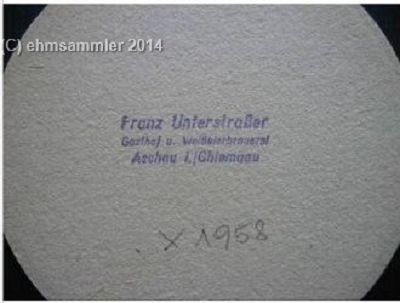 (C) ehmsammler 2014
Franz Unterstraßer
Gasthof u. Weißbierbrauerei
Aschau i./Chiemgau
X 1958